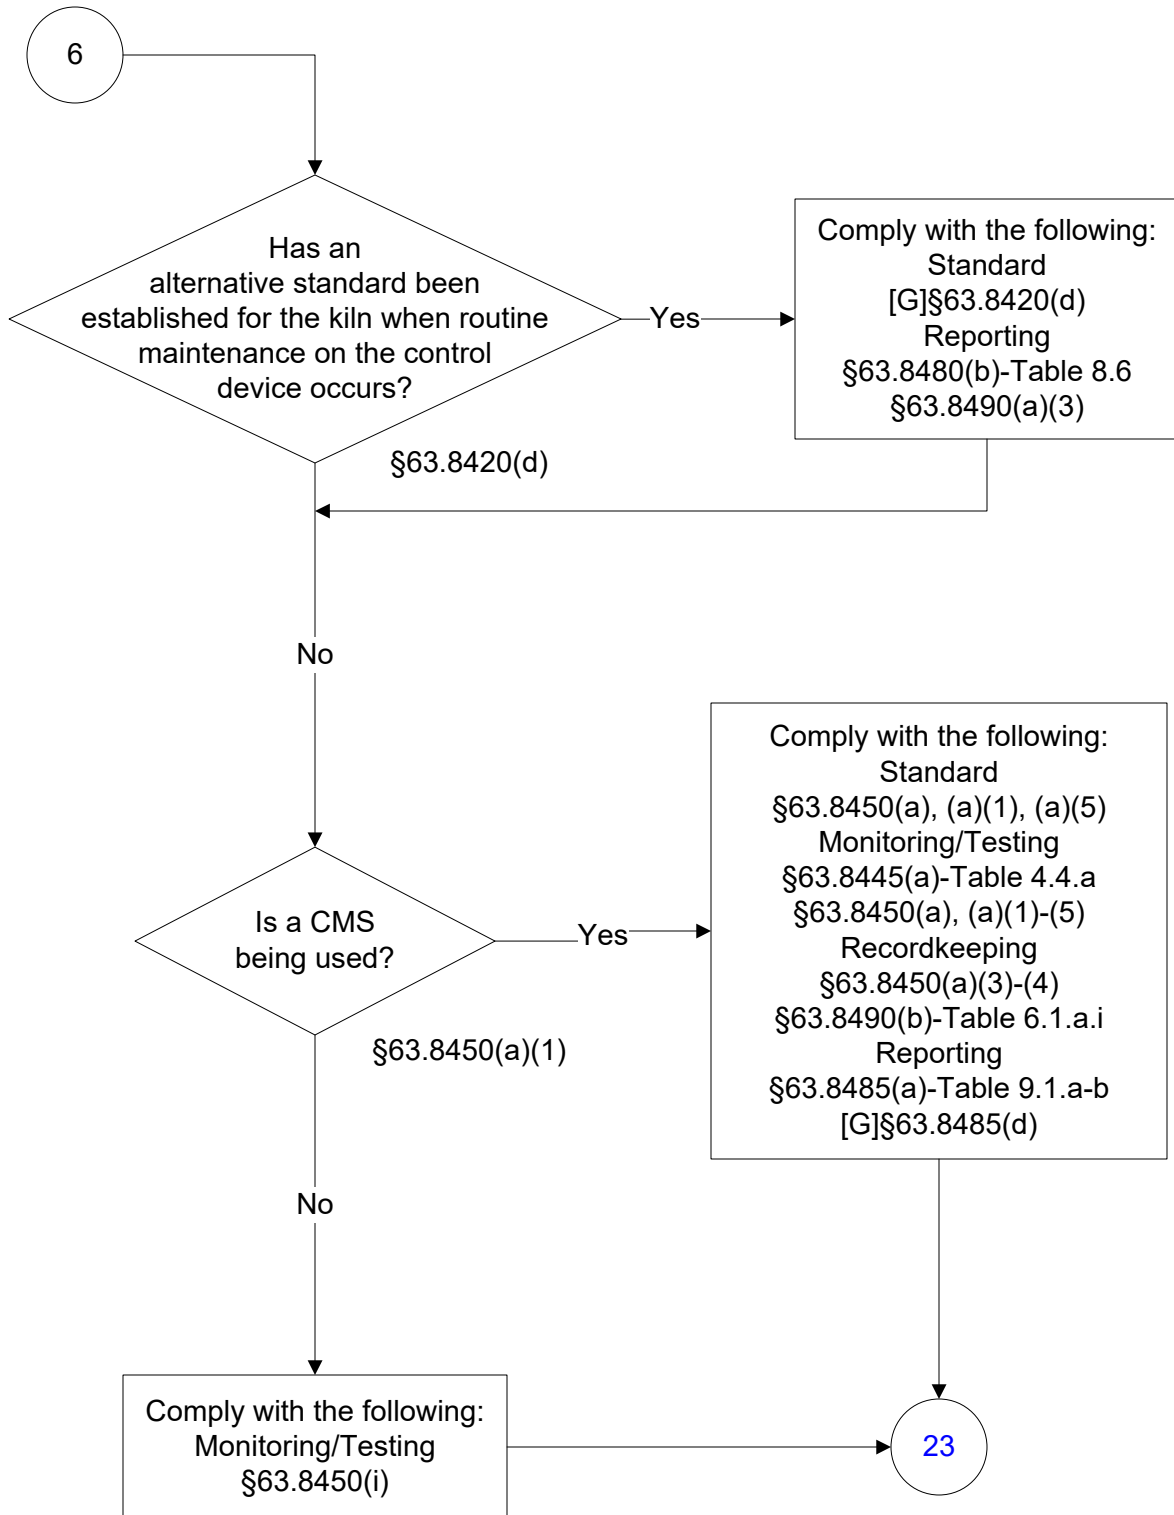 6
Has an
alternative standard been
established for the kiln when routine
maintenance on the control
device occurs?
Yes
Comply with the following:
Standard
[G]§63.8420(d)
Reporting
§63.8480(b)-Table 8.6
§63.8490(a)(3)
§63.8420(d)
No
Is a CMS
being used?
Yes
Comply with the following:
Standard
§63.8450(a), (a)(1), (a)(5)
Monitoring/Testing
§63.8445(a)-Table 4.4.a
§63.8450(a), (a)(1)-(5)
Recordkeeping
§63.8450(a)(3)-(4)
§63.8490(b)-Table 6.1.a.i
Reporting
§63.8485(a)-Table 9.1.a-b
[G]§63.8485(d)
§63.8450(a)(1)
No
Comply with the following:
Monitoring/Testing
§63.8450(i)
23